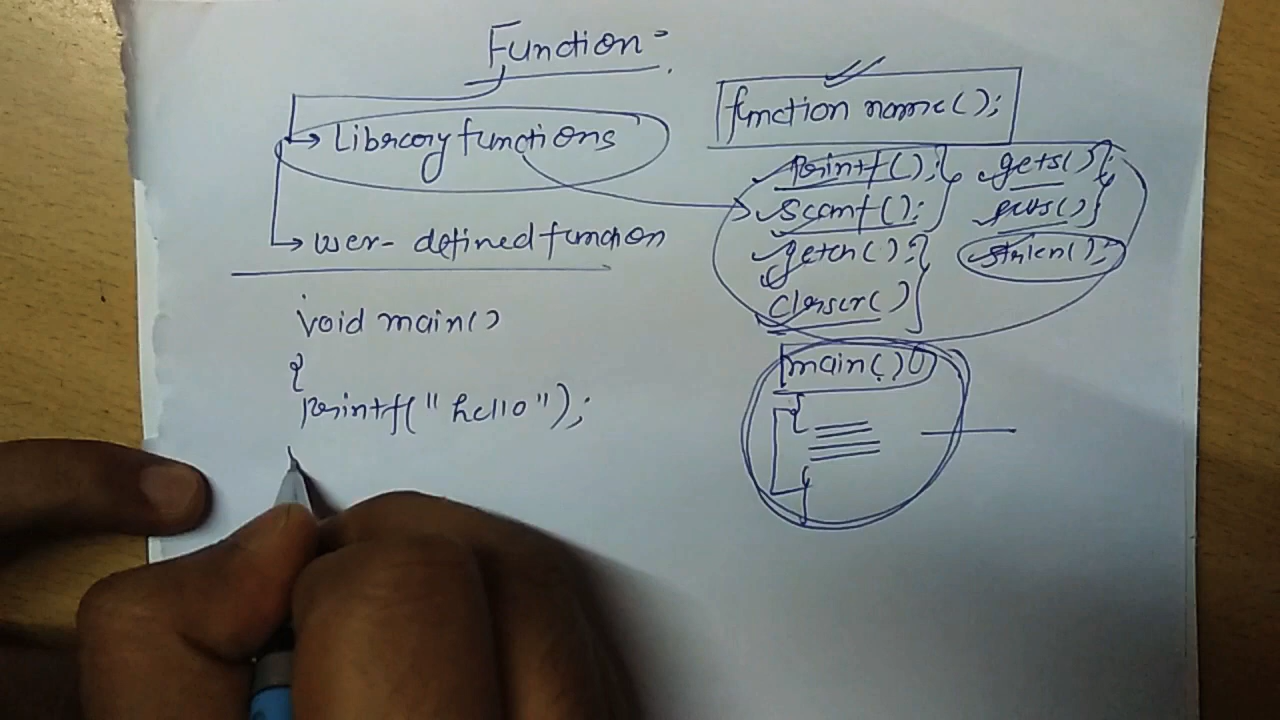 Function:
→ Library functions
→ User-defined function
void main()
{
printf("hello");
function name();
printf();
scanf();
getch();
clrscr()
gets();
puts()
strlen();
main()
{